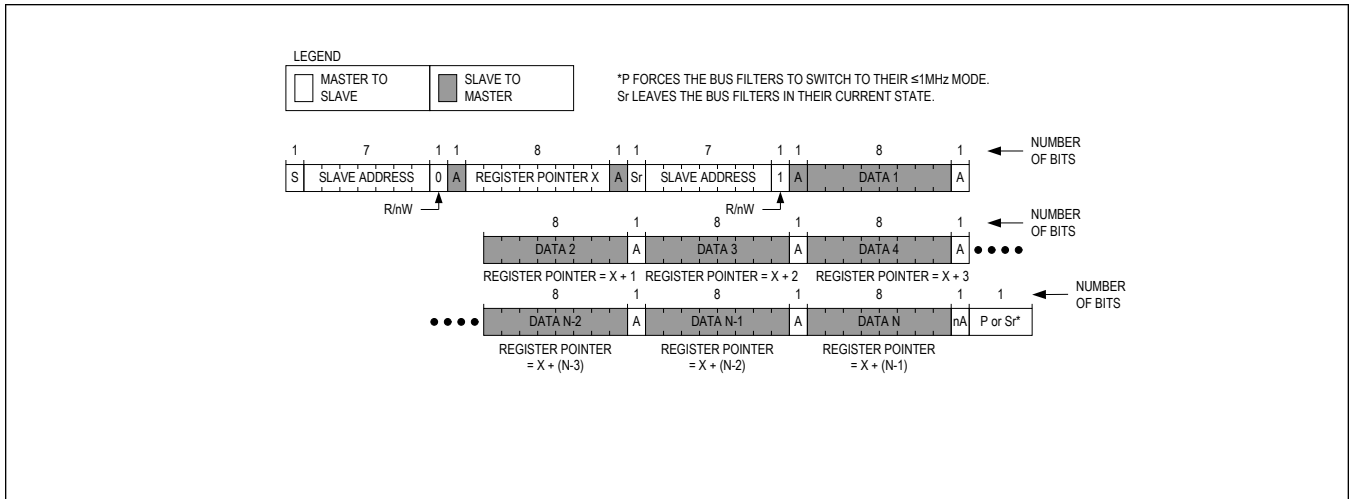 LEGEND
MASTER TO SLAVE
SLAVE TO MASTER
*P FORCES THE BUS FILTERS TO SWITCH TO THEIR ≤1MHz MODE.
Sr LEAVES THE BUS FILTERS IN THEIR CURRENT STATE.
1 7 1 1 8 1 1 7 1 1 8 1 NUMBER OF BITS
S SLAVE ADDRESS 0 A REGISTER POINTER X A Sr SLAVE ADDRESS 1 A DATA 1 A
R/nW R/nW
8 1 8 1 8 1 NUMBER OF BITS
DATA 2 A DATA 3 A DATA 4 A
REGISTER POINTER = X + 1 REGISTER POINTER = X + 2 REGISTER POINTER = X + 3
8 1 8 1 8 1 1 NUMBER OF BITS
DATA N-2 A DATA N-1 A DATA N nA P or Sr*
REGISTER POINTER REGISTER POINTER REGISTER POINTER
= X + (N-3) = X + (N-2) = X + (N-1)